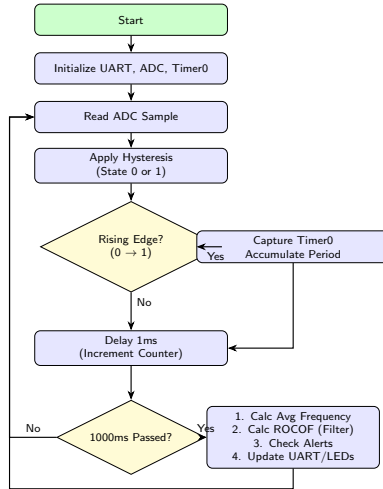 Start
Initialize UART, ADC, Timer0
Read ADC Sample
Apply Hysteresis
(State 0 or 1)
Rising Edge?
(0 → 1)
Yes
Capture Timer0
Accumulate Period
No
Delay 1ms
(Increment Counter)
No
1000ms Passed?
Yes
1. Calc Avg Frequency
2. Calc ROCOF (Filter)
3. Check Alerts
4. Update UART/LEDs